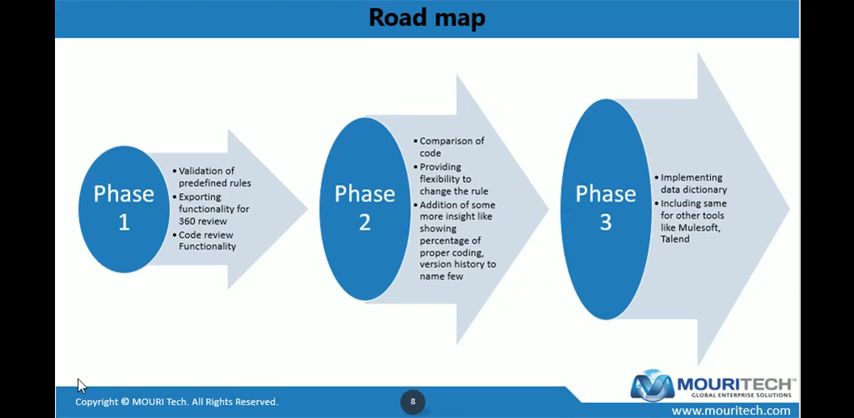 Road map
Phase
1
• Validation of
predefined rules
• Exporting
functionality for
360 review
• Code review
Functionality
Phase
2
• Comparison of
code
• Providing
flexibility to
change the rule
• Addition of some
more insight like
showing
percentage of
proper coding,
version history to
name few
Phase
3
• Implementing
data dictionary
• Including same
for other tools
like Mulesoft,
Talend
Copyright © MOURI Tech. All Rights Reserved.
8
MOURITECH™
GLOBAL ENTERPRISE SOLUTIONS
www.mouritech.com